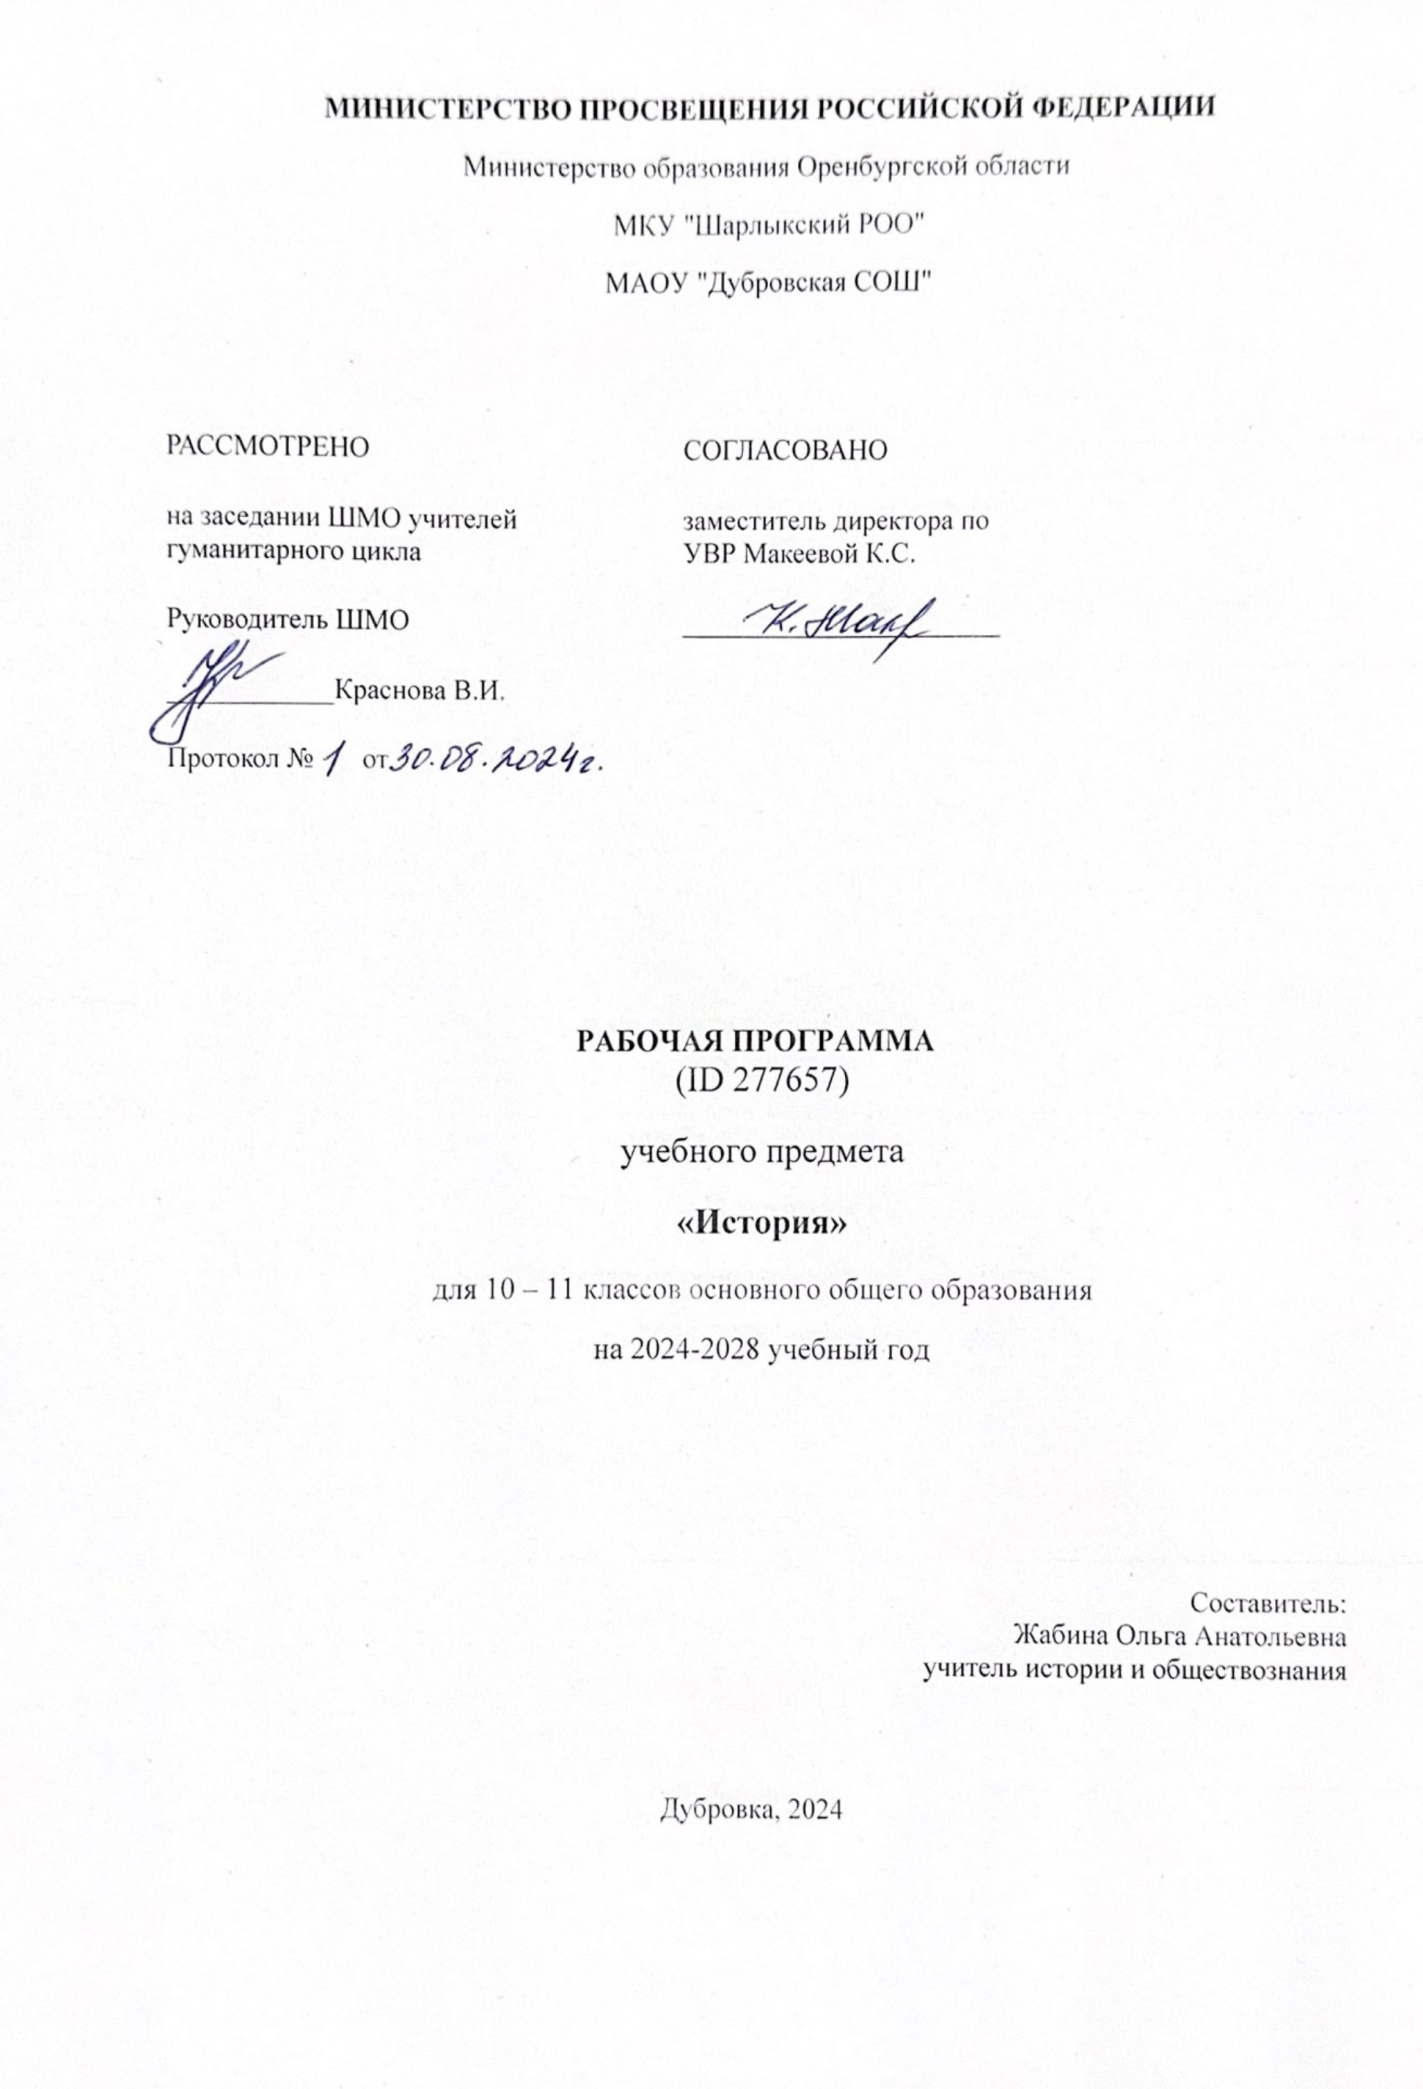 МИНИСТЕРСТВО ПРОСВЕЩЕНИЯ РОССИЙСКОЙ ФЕДЕРАЦИИ
Министерство образования Оренбургской области
МКУ "Шарлыкский РОО"
МАОУ "Дубровская СОШ"
РАССМОТРЕНО
на заседании ШМО учителей
гуманитарного цикла
Руководитель ШМО
Краснова В.И.
Протокол № 1 от 30.08.2024г.
СОГЛАСОВАНО
заместитель директора по
УВР Макеевой К.С.
РАБОЧАЯ ПРОГРАММА
(ID 277657)
учебного предмета
«История»
для 10 – 11 классов основного общего образования
на 2024-2028 учебный год
Составитель:
Жабина Ольга Анатольевна
учитель истории и обществознания
Дубровка, 2024